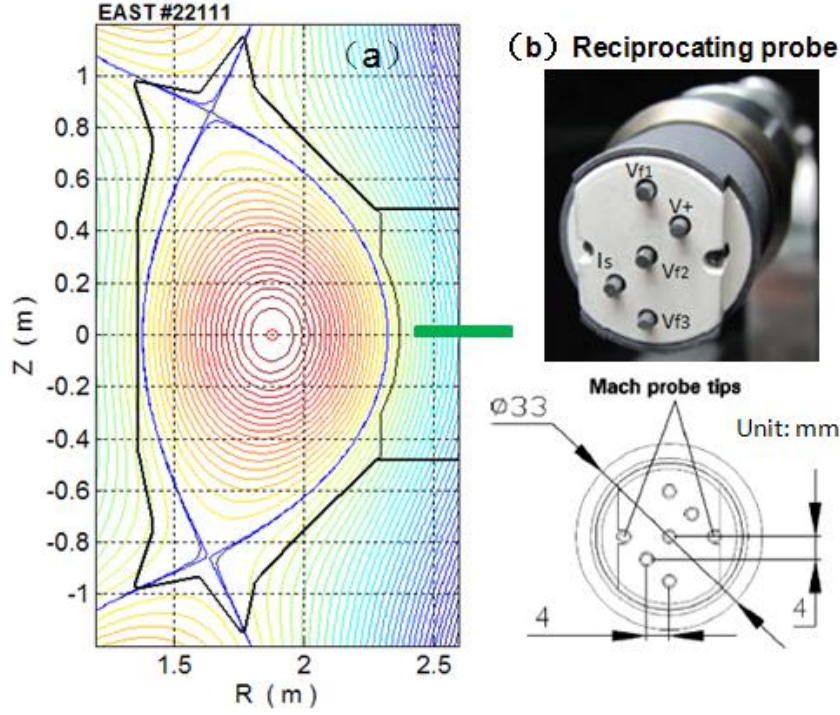 EAST #22111
(a)
1
0.8
0.6
0.4
0.2
0
-0.2
-0.4
-0.6
-0.8
-1
Z (m)
1.5 2 2.5
R (m)
(b) Reciprocating probe
Vf1
V+
Is
Vf2
Vf3
Mach probe tips
Ø33
Unit: mm
4
4